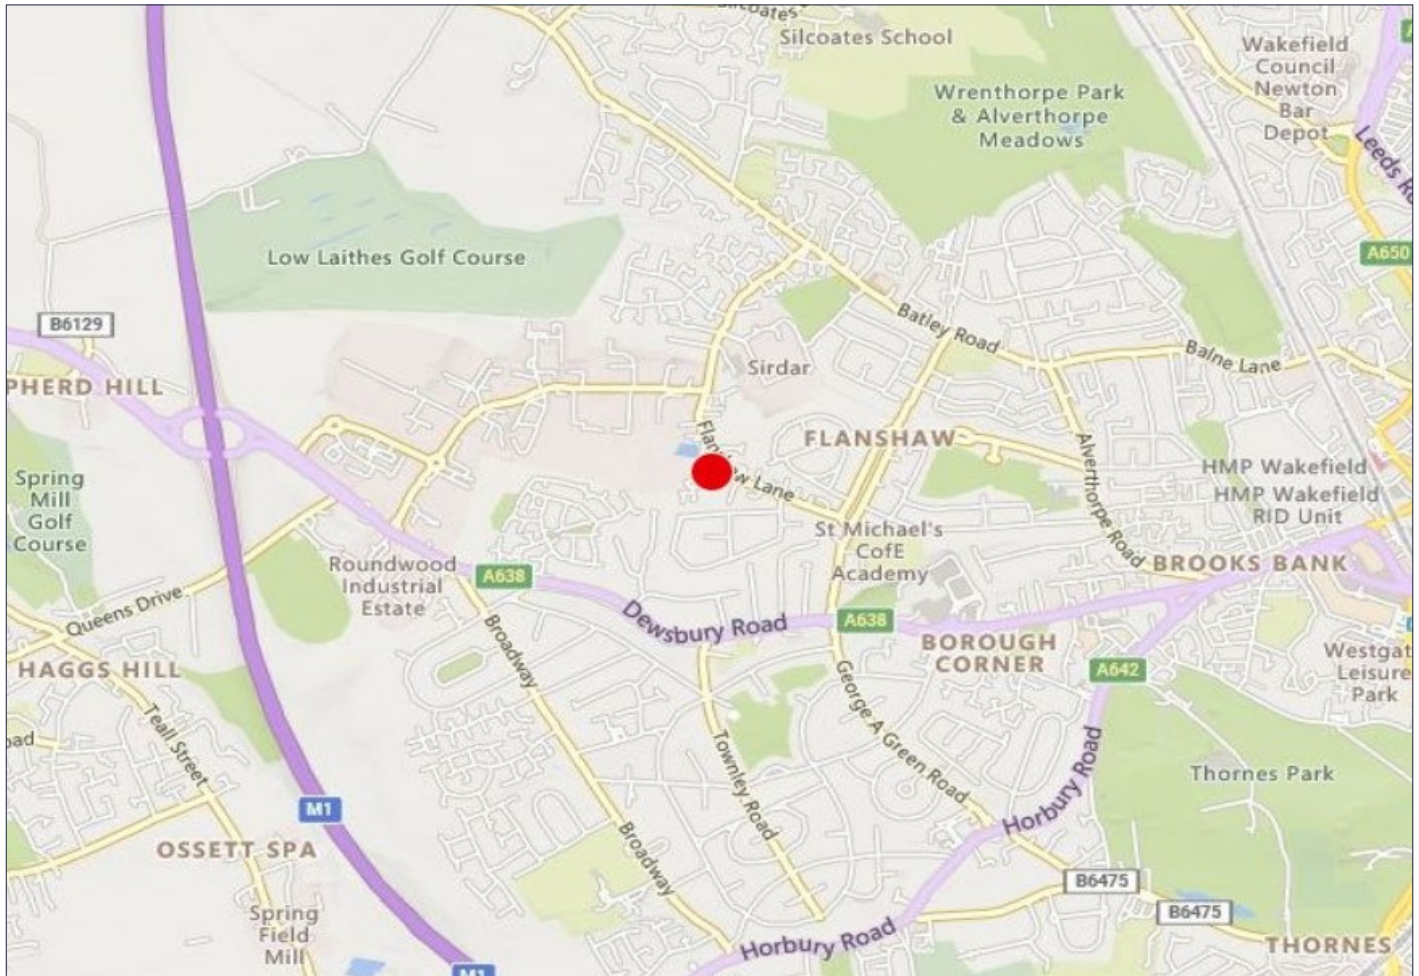 Silcoates School
Wakefield
Council
Newton
Bar
Depot
Wrenthorpe Park
& Alverthorpe
Meadows
Low Laithes Golf Course
A650
B6129
Batley Road
Balne Lane
Sirdar
FLANSHAW
Alverthorpe Road
HMP Wakefield
HMP Wakefield
RID Unit
Spring
Mill
Golf
Course
Lane
St Michael's
CofE
Academy
BROOKS BANK
Roundwood
Industrial
Estate
A638
Queens Drive
Dewsbury Road
A638
BOROUGH
CORNER
A642
HAGGS HILL
Broadway
George A Green Road
Leisure
Park
Teall Street
Townley Road
Horbury Road
Thornes Park
M1
OSSETT SPA
Broadway
B6475
B6475
Spring
Field
Mill
Horbury Road
THORNES
M1